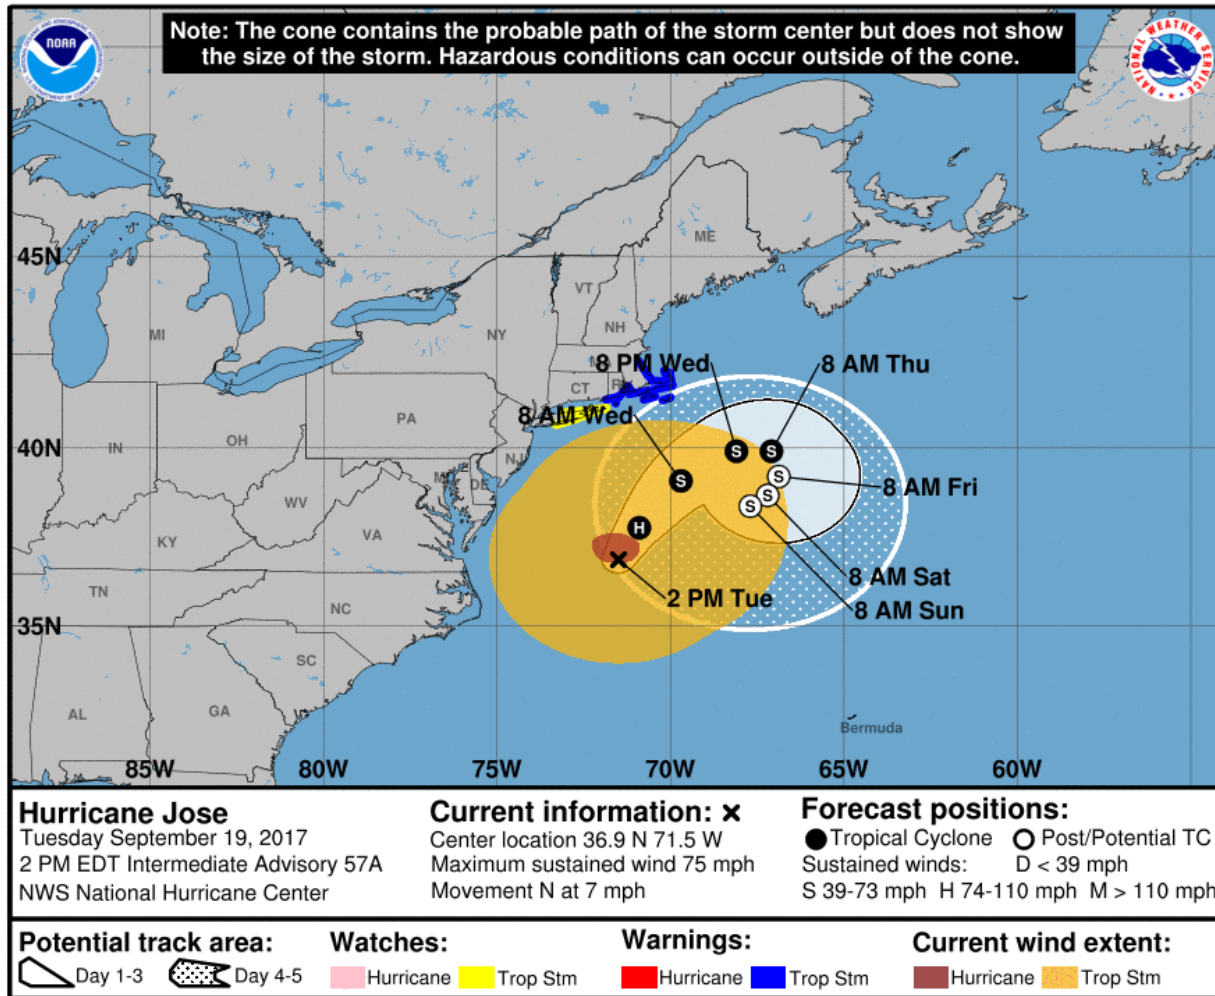 Note: The cone contains the probable path of the storm center but does not show
the size of the storm. Hazardous conditions can occur outside of the cone.
NOAA
NATIONAL WEATHER SERVICE
45N
40N
35N
85W
80W
75W
70W
65W
60W
ME
VT
NH
NY
MI
CT
PA
NJ
OH
IN
DE
WV
VA
KY
TN
NC
SC
AL
GA
Bermuda
8 PM Wed
8 AM Thu
8 AM Wed
8 AM Fri
8 AM Sat
8 AM Sun
2 PM Tue
S
S
S
S
S
S
H
Hurricane Jose
Tuesday September 19, 2017
2 PM EDT Intermediate Advisory 57A
NWS National Hurricane Center
Current information: x
Center location 36.9 N 71.5 W
Maximum sustained wind 75 mph
Movement N at 7 mph
Forecast positions:
Tropical Cyclone Post/Potential TC
Sustained winds: D < 39 mph
S 39-73 mph H 74-110 mph M > 110 mph
Potential track area:
Day 1-3 Day 4-5
Watches:
Hurricane Trop Stm
Warnings:
Hurricane Trop Stm
Current wind extent:
Hurricane Trop Stm